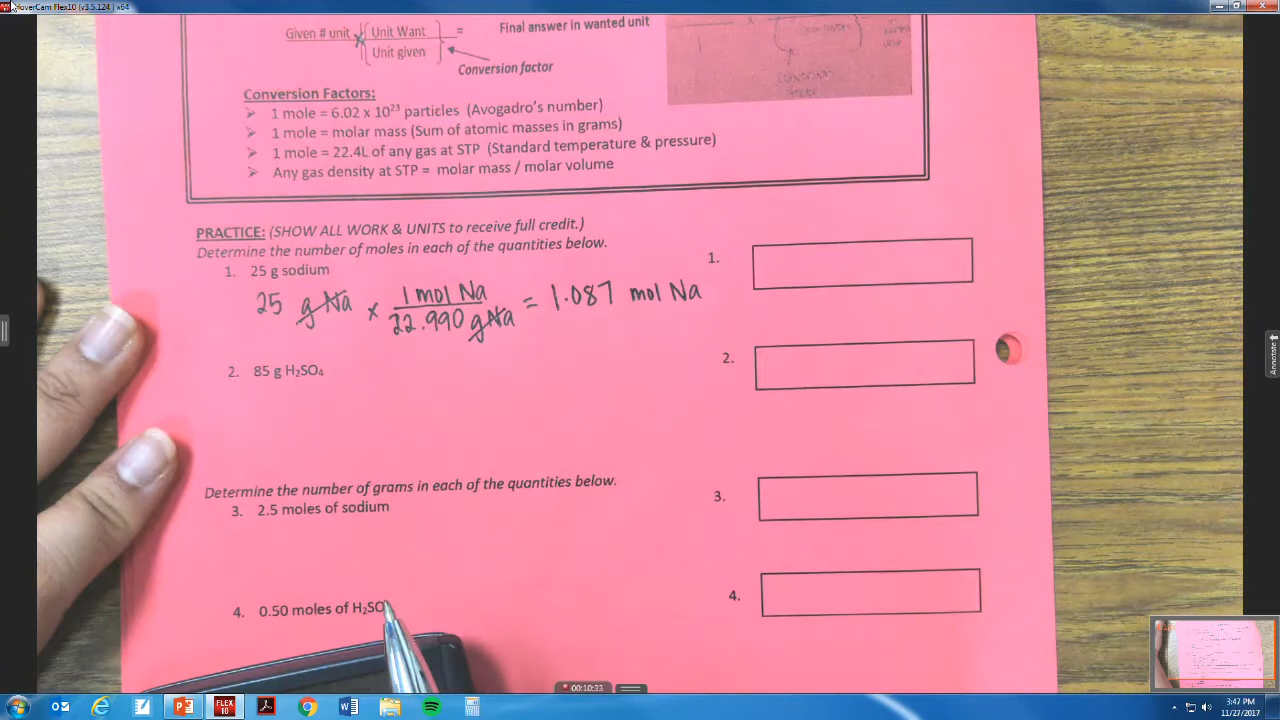 HoverCam Flex10 (v3.5.124 ) x64
Given # unit x Unit Want = Final answer in wanted unit
Unit given
Conversion factor
conversion
Conversion Factors:
➢ 1 mole = 6.02 x 10²³ particles (Avogadro's number)
➢ 1 mole = molar mass (Sum of atomic masses in grams)
➢ 1 mole = 22.4L of any gas at STP (Standard temperature & pressure)
➢ Any gas density at STP = molar mass / molar volume
PRACTICE: (SHOW ALL WORK & UNITS to receive full credit.)
Determine the number of moles in each of the quantities below.
1. 25 g sodium
1.
25 g Na x 1 mol Na = 1.087 mol Na
22.990 g Na
2. 85 g H₂SO₄
2.
Determine the number of grams in each of the quantities below.
3. 2.5 moles of sodium
3.
4. 0.50 moles of H₂SO
4.
Annotate
00:10:33
FLEX
10
3:47 PM
11/27/2017